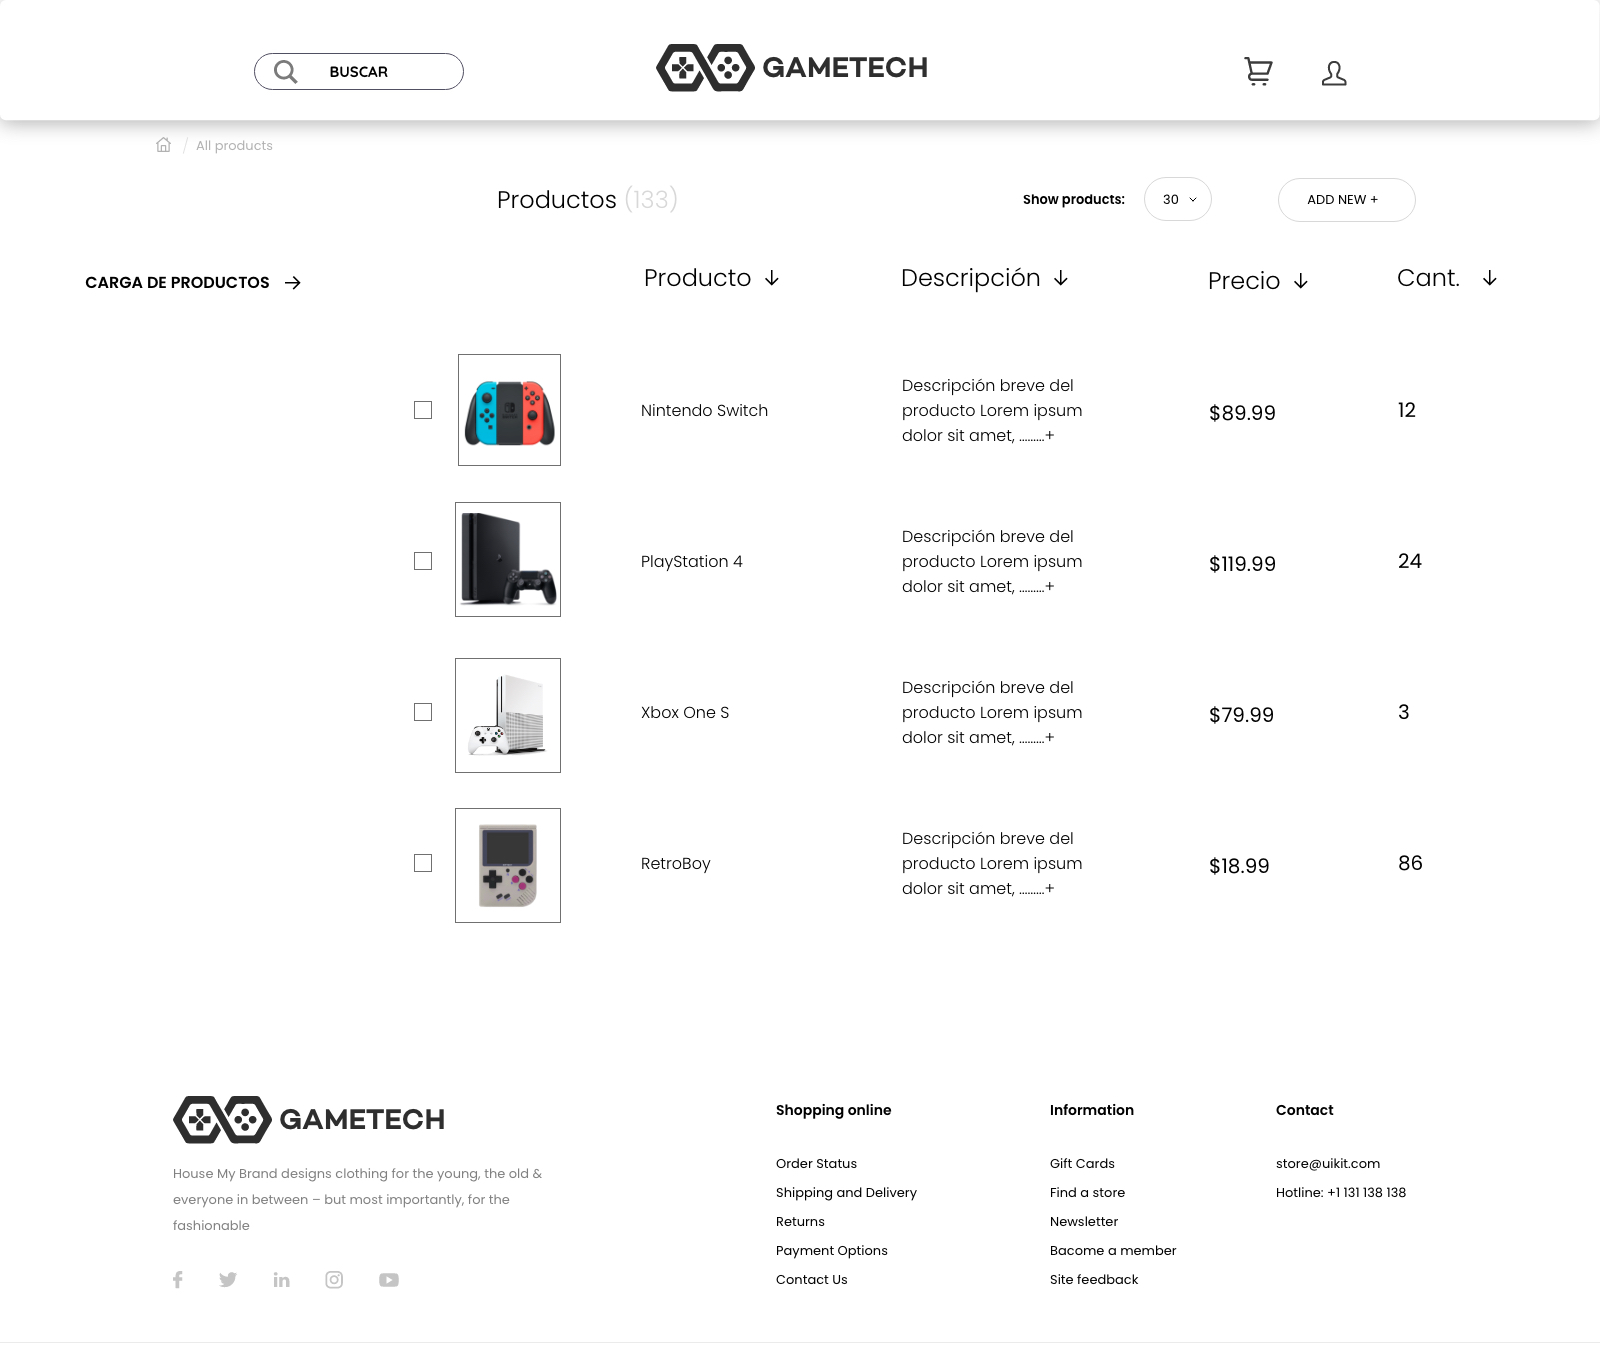 BUSCAR
GAMETECH
/ All products
Productos (133)
Show products:
30
ADD NEW +
CARGA DE PRODUCTOS
Producto
Descripción
Precio
Cant.
Nintendo Switch
Descripción breve del
producto Lorem ipsum
dolor sit amet, .........+
$89.99
12
PlayStation 4
Descripción breve del
producto Lorem ipsum
dolor sit amet, .........+
$119.99
24
Xbox One S
Descripción breve del
producto Lorem ipsum
dolor sit amet, .........+
$79.99
3
RetroBoy
Descripción breve del
producto Lorem ipsum
dolor sit amet, .........+
$18.99
86
GAMETECH
House My Brand designs clothing for the young, the old &
everyone in between – but most importantly, for the
fashionable
Shopping online
Order Status
Shipping and Delivery
Returns
Payment Options
Contact Us
Information
Gift Cards
Find a store
Newsletter
Bacome a member
Site feedback
Contact
store@uikit.com
Hotline: +1 131 138 138